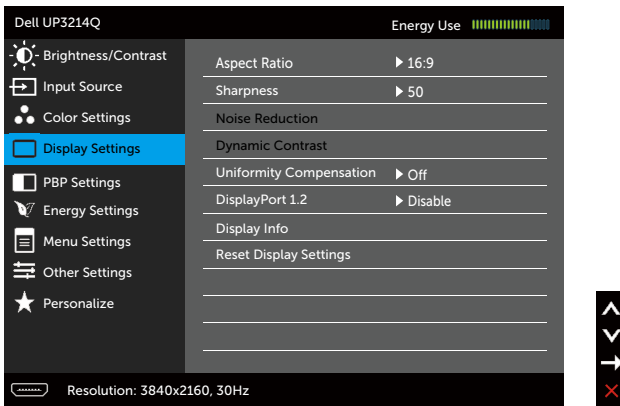 Dell UP3214Q
Energy Use
Brightness/Contrast
Input Source
Color Settings
Display Settings
PBP Settings
Energy Settings
Menu Settings
Other Settings
Personalize
Aspect Ratio 16:9
Sharpness 50
Noise Reduction
Dynamic Contrast
Uniformity Compensation Off
DisplayPort 1.2 Disable
Display Info
Reset Display Settings
Resolution: 3840x2160, 30Hz